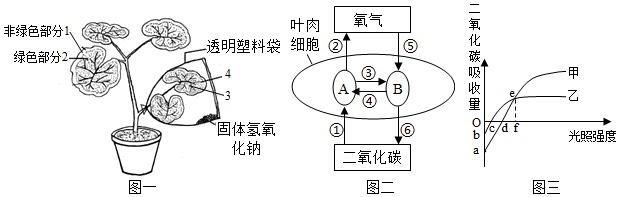 非绿色部分1
绿色部分2
透明塑料袋
4
3
固体氢氧
化钠
图一
叶肉
细胞
氧气
② ⑤
③
A B
④
① ⑥
二氧化碳
图二
二氧化碳吸收量
甲
乙
e
O
c d f
b
a
光照强度
图三